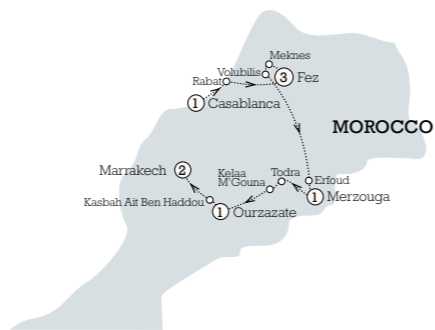 Meknes
Volubilis
3 Fez
Rabat
1 Casablanca
MOROCCO
Marrakech 2
Kelaa
M'Gouna
Todra
Erfoud
Kasbah Ait Ben Haddou
1 Ourzazate
1 Merzouga